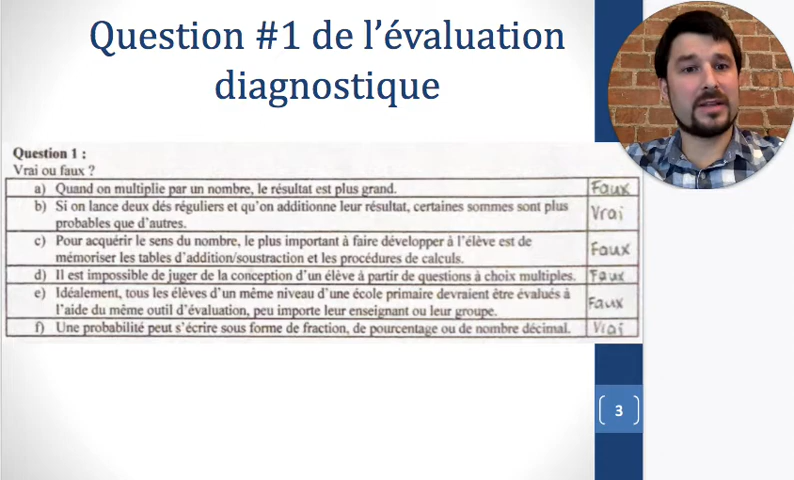 Question #1 de l’évaluation
diagnostique
Question 1 :
Vrai ou faux ?
a) Quand on multiplie par un nombre, le résultat est plus grand. Faux
b) Si on lance deux dés réguliers et qu’on additionne leur résultat, certaines sommes sont plus
probables que d’autres. Vrai
c) Pour acquérir le sens du nombre, le plus important à faire développer à l’élève est de
mémoriser les tables d’addition/soustraction et les procédures de calculs. Faux
d) Il est impossible de juger de la conception d’un élève à partir de questions à choix multiples. Faux
e) Idéalement, tous les élèves d’un même niveau d’une école primaire devraient être évalués à
l’aide du même outil d’évaluation, peu importe leur enseignant ou leur groupe. Faux
f) Une probabilité peut s’écrire sous forme de fraction, de pourcentage ou de nombre décimal. Vrai
3